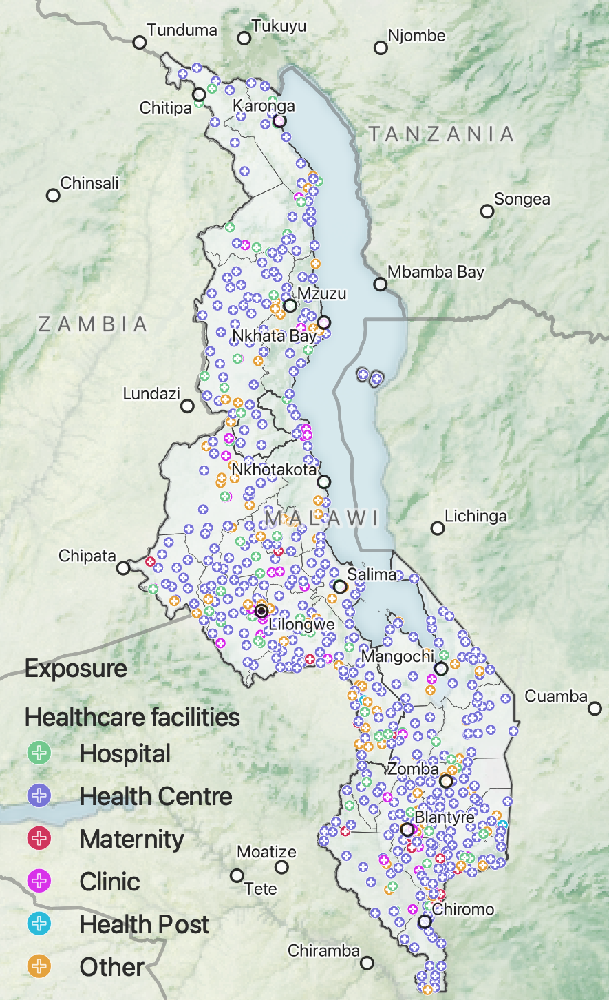 Tunduma
Tukuyu
Njombe
Chitipa
Karonga
TANZANIA
Chinsali
Songea
Mbamba Bay
Mzuzu
ZAMBIA
Nkhata Bay
Lundazi
Nkhotakota
MALAWI
Lichinga
Chipata
Salima
Lilongwe
Mangochi
Exposure
Cuamba
Healthcare facilities
Hospital
Zomba
Health Centre
Blantyre
Maternity
Moatize
Clinic
Tete
Chiromo
Health Post
Chiramba
Other